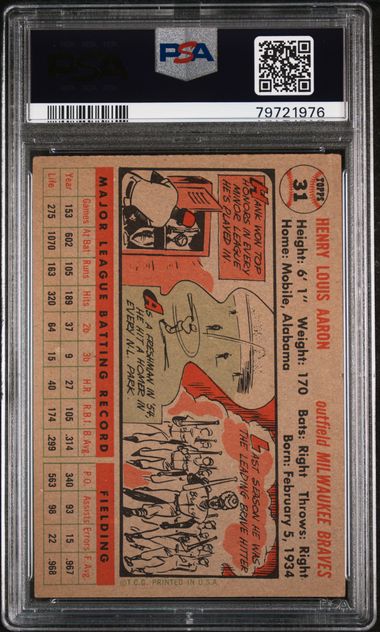 PSA
PSA
79721976
TOPPS
31
HENRY LOUIS AARON
outfield MILWAUKEE BRAVES
Height: 6' 1" Weight: 170 Bats: Right Throws: Right
Home: Mobile, Alabama Born: February 5, 1934
HANK WON TOP
HONORS IN EVERY
MINOR LEAGUE
HE'S PLAYED IN
AS A FRESHMAN IN '54,
HE HIT A HOMER IN
EVERY N.L. PARK
LAST SEASON HE WAS
THE LEADING BRAVE HITTER
MAJOR LEAGUE BATTING RECORD FIELDING
Games At Bat Runs Hits 2b 3b H.R. R.B.I. B. Avg. P.O. Assists Errors F. Avg.
Year 153 602 105 189 37 9 27 105 .314 340 93 15 .967
Life 275 1070 163 320 64 15 40 174 .299 563 98 22 .968
©T.C.G. PRINTED IN U.S.A.